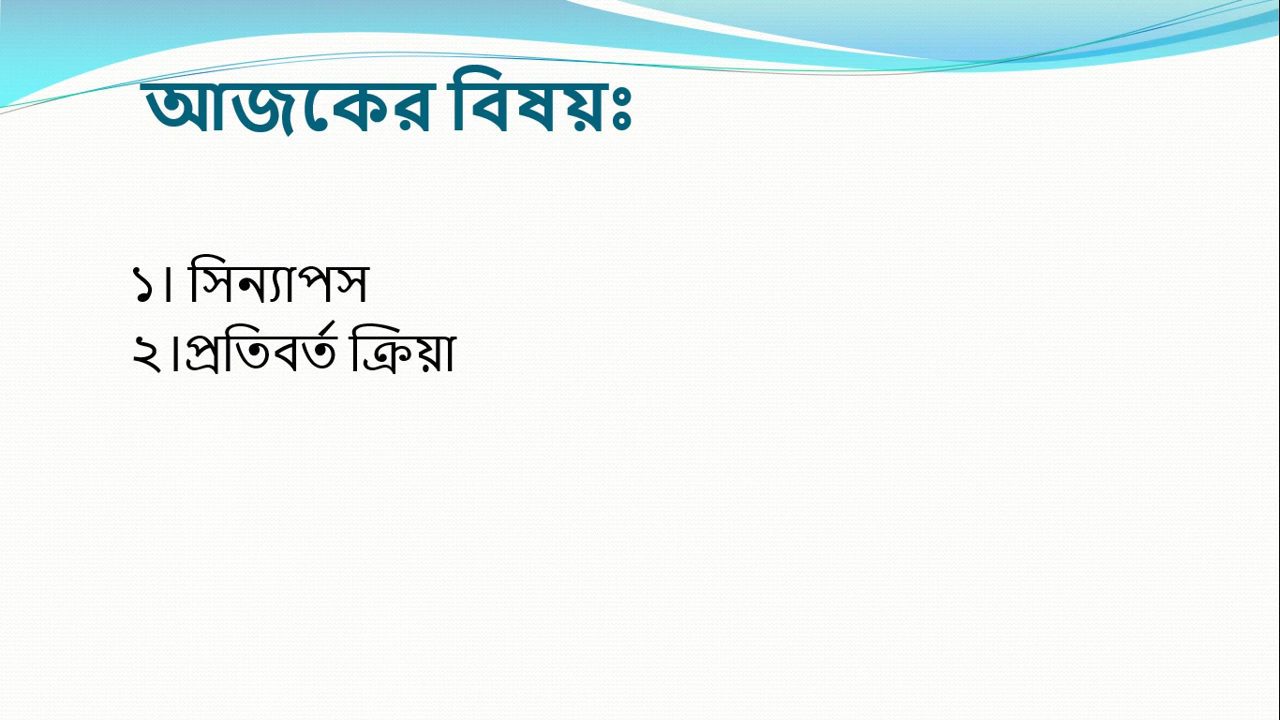 আজকের বিষয়ঃ
১। সিন্যাপস
২।প্রতিবর্ত ক্রিয়া